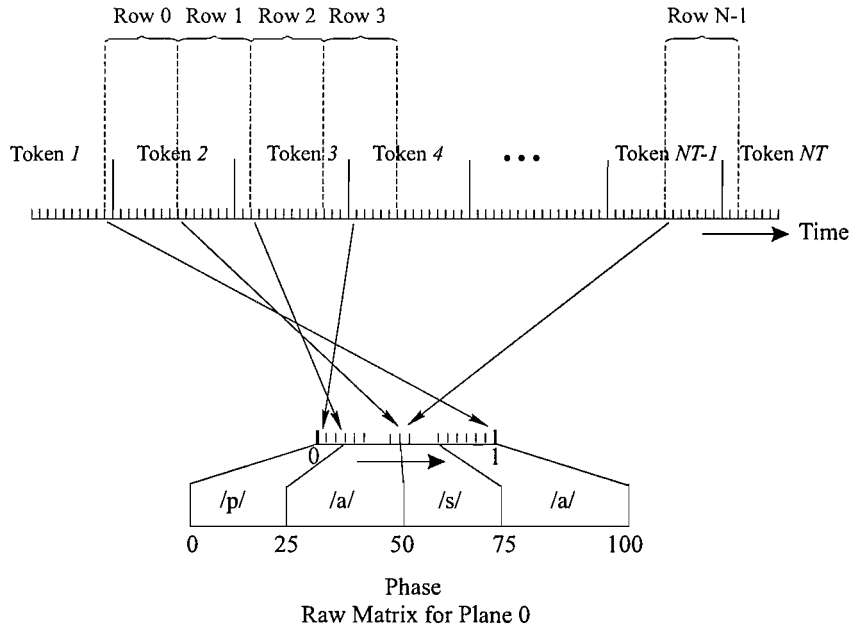 Row 0 Row 1 Row 2 Row 3 Row N-1
Token 1 Token 2 Token 3 Token 4 ••• Token NT-1 Token NT
Time
0 1
/p/ /a/ /s/ /a/
0 25 50 75 100
Phase
Raw Matrix for Plane 0